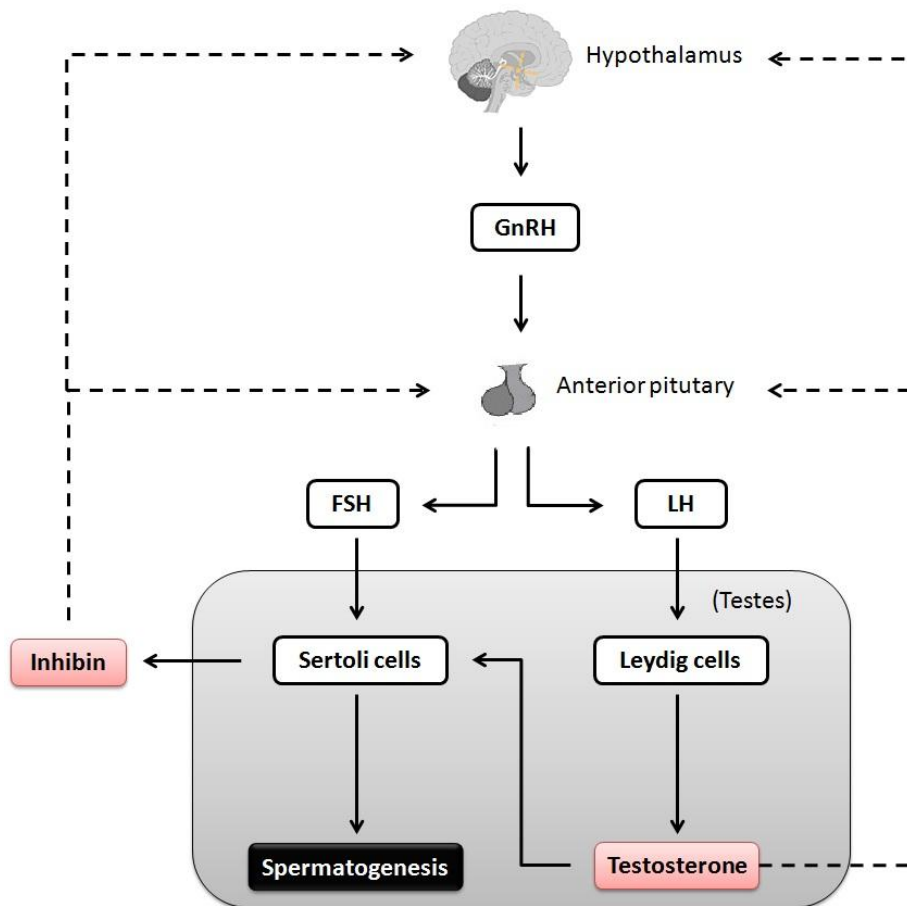 Hypothalamus
GnRH
Anterior pitutary
FSH
LH
(Testes)
Inhibin
Sertoli cells
Leydig cells
Spermatogenesis
Testosterone